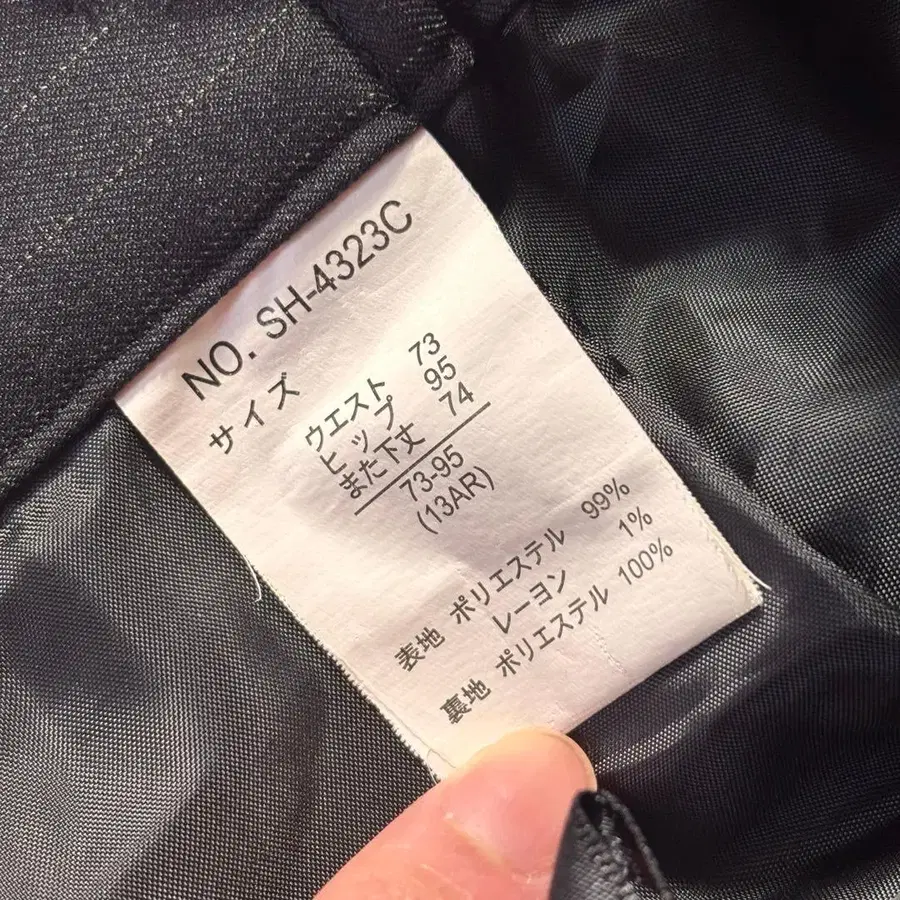 NO. SH-4323C
サイズ
ウエスト 73
ヒップ 95
また下丈 74
73-95
(13AR)
表地 ポリエステル 99%
レーヨン 1%
裏地 ポリエステル 100%